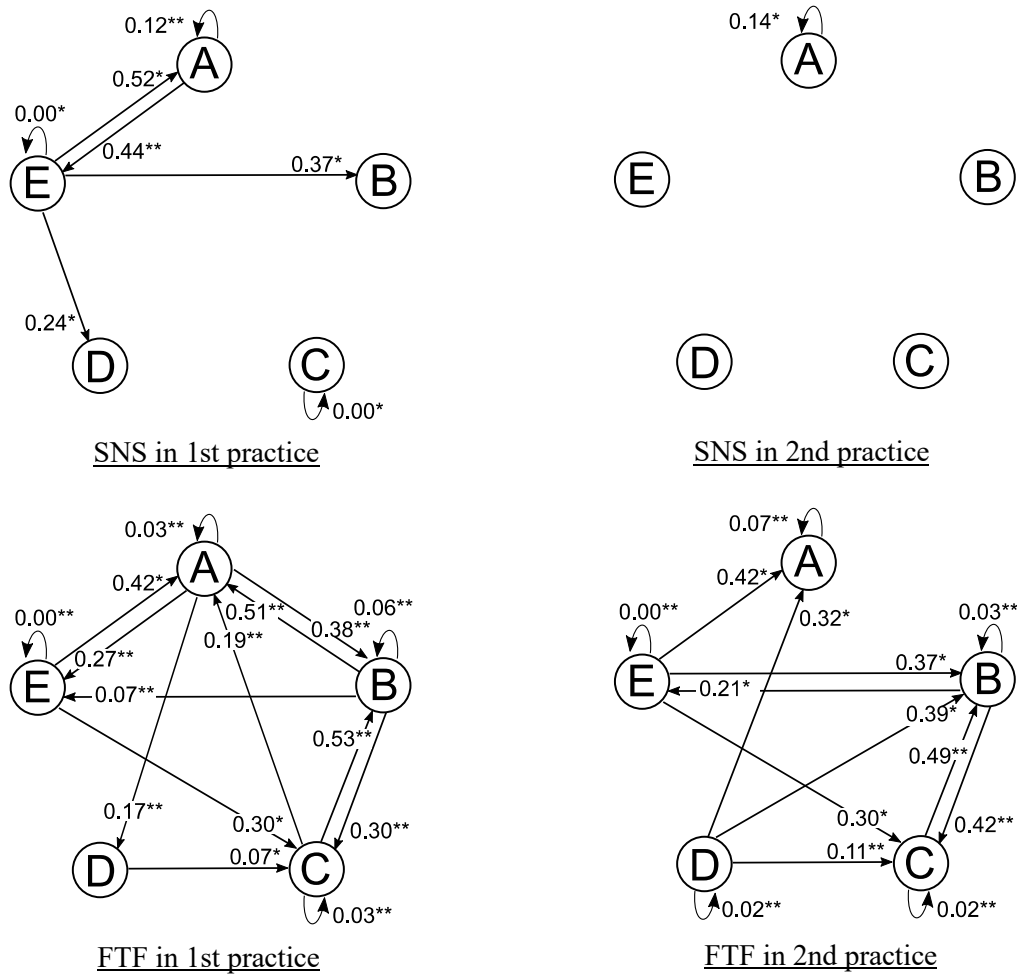 0.12**
A
0.52*
0.00*
0.44**
0.37*
E
B
0.24*
D
C
0.00*
SNS in 1st practice
0.14*
A
E
B
D
C
SNS in 2nd practice
0.03**
A
0.42*
0.51**
0.06**
0.00**
0.38**
0.19**
0.27**
E
B
0.07**
0.53**
0.17**
0.30*
0.30**
0.07*
D
C
0.03**
FTF in 1st practice
0.07**
A
0.42*
0.00**
0.32*
0.03**
0.37*
E
B
0.21*
0.39*
0.49**
0.30*
0.42**
0.11**
D
C
0.02**
0.02**
FTF in 2nd practice